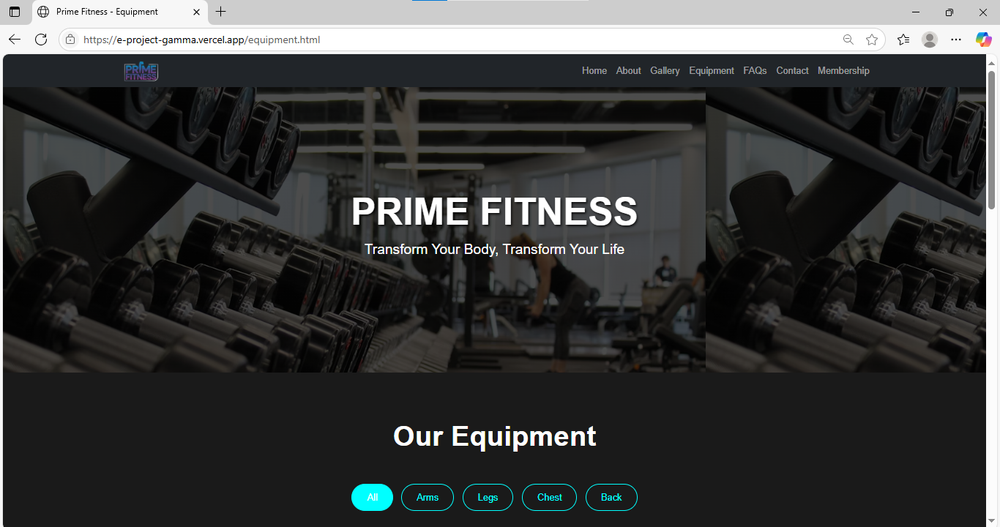 Prime Fitness - Equipment
https://e-project-gamma.vercel.app/equipment.html
PRIME FITNESS
Home About Gallery Equipment FAQs Contact Membership
PRIME FITNESS
Transform Your Body, Transform Your Life
Our Equipment
All Arms Legs Chest Back